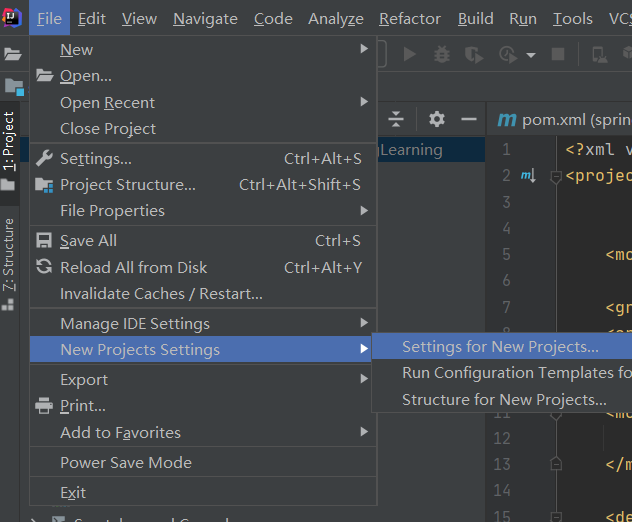 File Edit View Navigate Code Analyze Refactor Build Run Tools VCS
New
Open...
Open Recent
Close Project
Settings... Ctrl+Alt+S
Project Structure... Ctrl+Alt+Shift+S
File Properties
Save All Ctrl+S
Reload All from Disk Ctrl+Alt+Y
Invalidate Caches / Restart...
Manage IDE Settings
New Projects Settings
Export
Print...
Add to Favorites
Power Save Mode
Exit
Settings for New Projects...
Run Configuration Templates fo
Structure for New Projects...
1: Project
7: Structure
gLearning
pom.xml (sprin
1 <?xml v
2 <projec
3
4
5 <mo
6
7 <gr
11 <mo
12
13 </m
14
15 <de